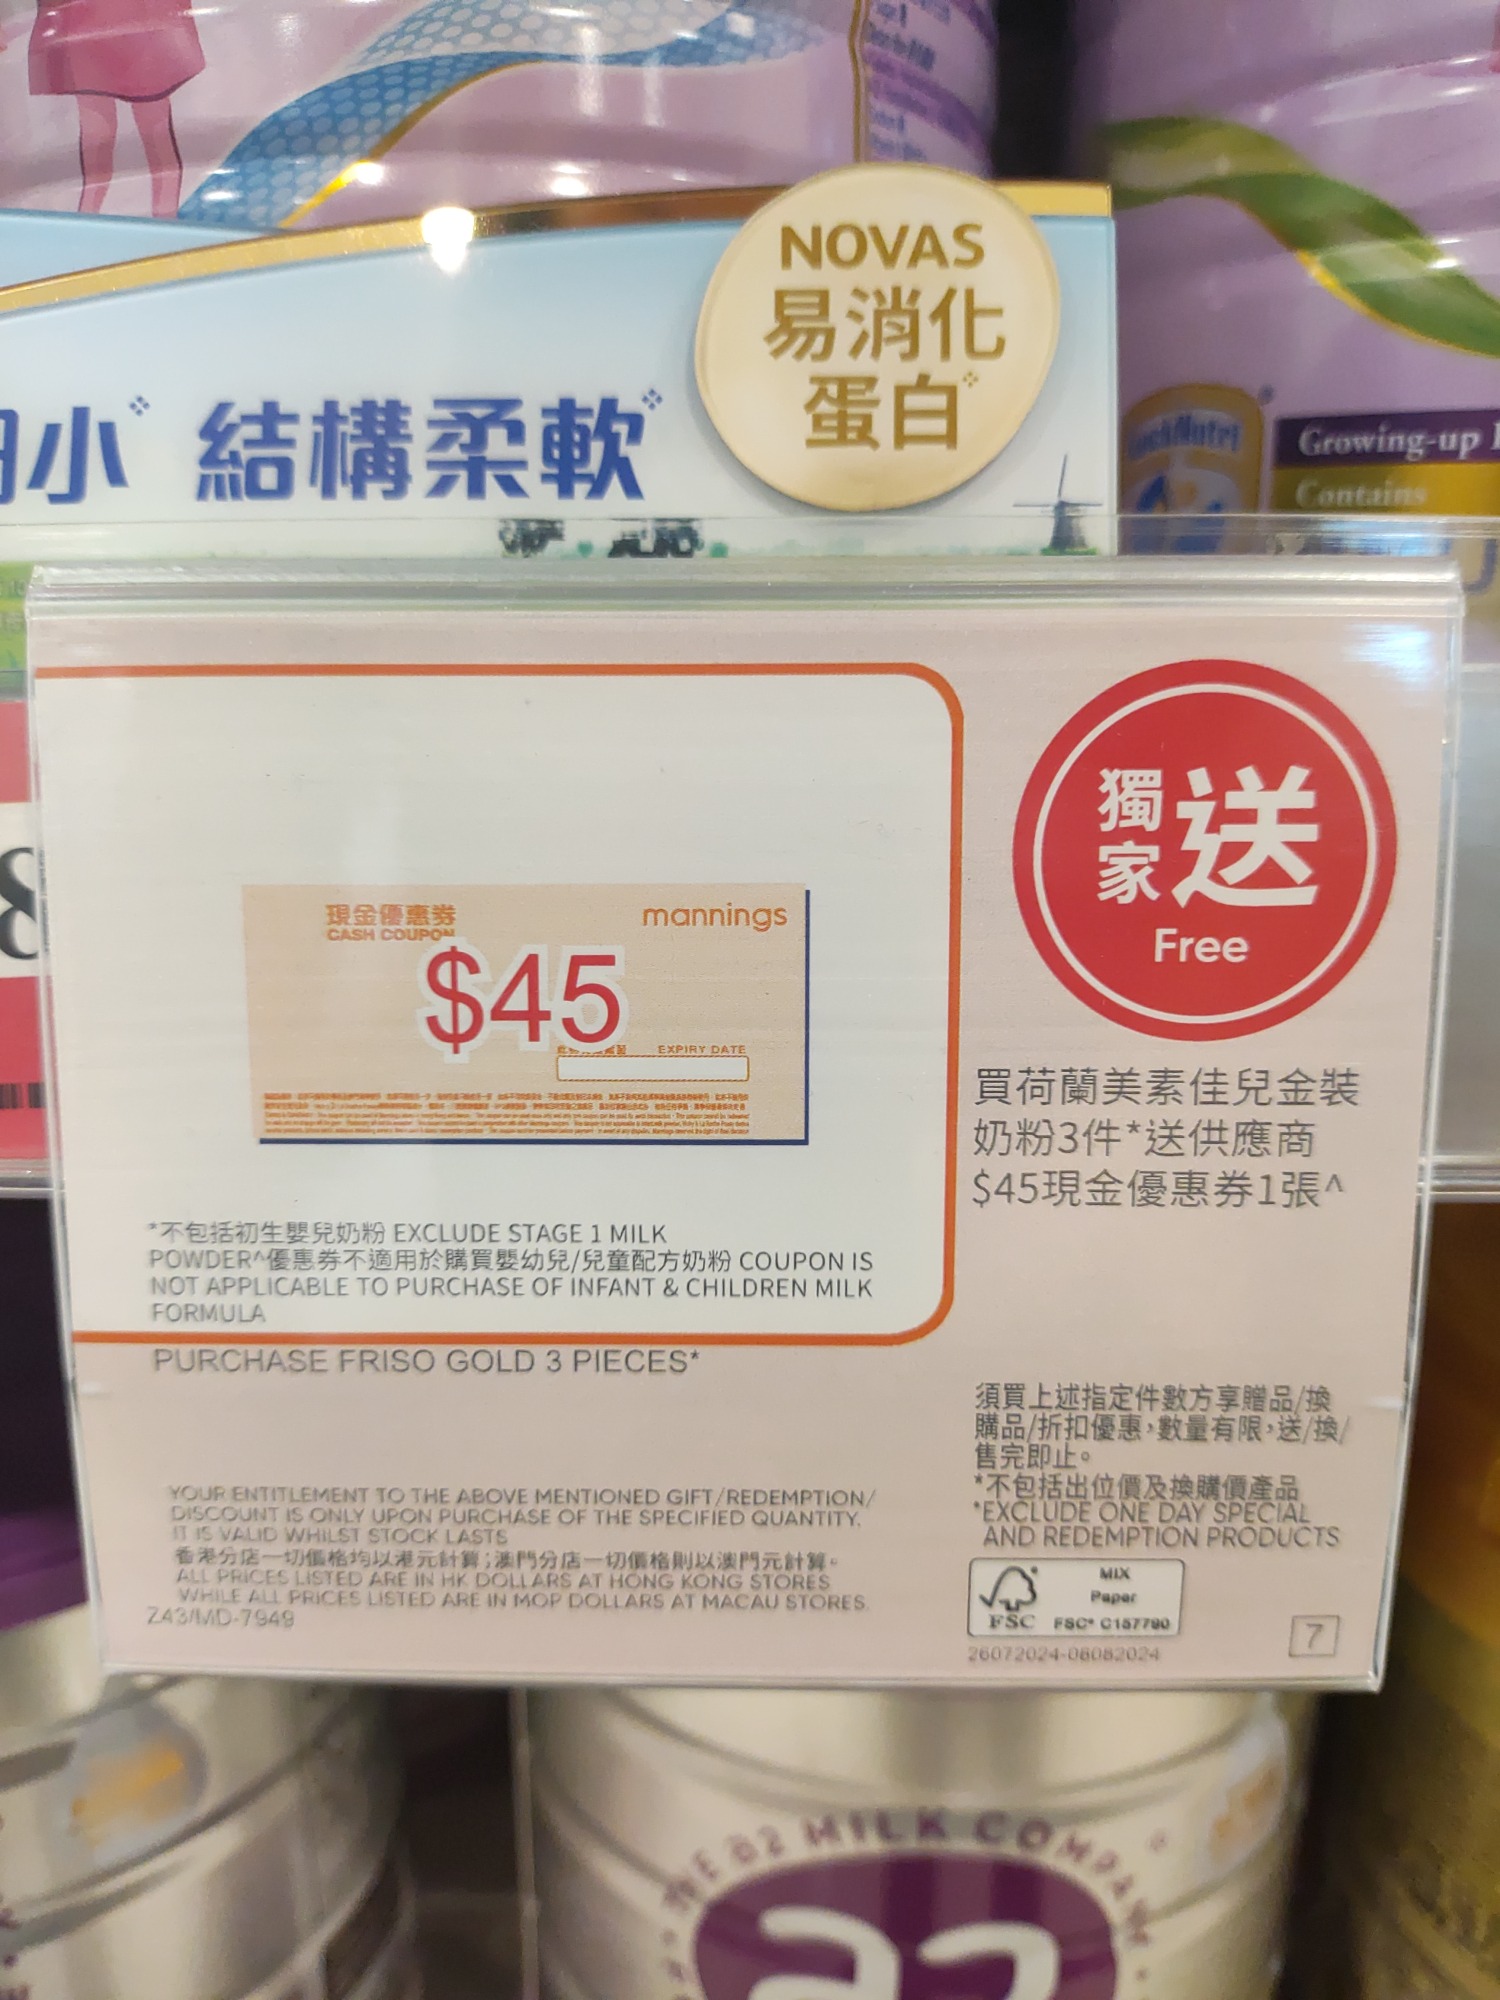 NOVAS
易消化
蛋白
小 結構柔軟
Growing-up
Contains
現金優惠券
CASH COUPON
mannings
$45
EXPIRY DATE
*不包括初生嬰兒奶粉 EXCLUDE STAGE 1 MILK
POWDER^優惠券不適用於購買嬰幼兒/兒童配方奶粉 COUPON IS
NOT APPLICABLE TO PURCHASE OF INFANT & CHILDREN MILK
FORMULA
PURCHASE FRISO GOLD 3 PIECES*
YOUR ENTITLEMENT TO THE ABOVE MENTIONED GIFT/REDEMPTION/
DISCOUNT IS ONLY UPON PURCHASE OF THE SPECIFIED QUANTITY.
IT IS VALID WHILST STOCK LASTS
香港分店一切價格均以港元計算；澳門分店一切價格則以澳門元計算。
ALL PRICES LISTED ARE IN HK DOLLARS AT HONG KONG STORES
WHILE ALL PRICES LISTED ARE IN MOP DOLLARS AT MACAU STORES.
Z43/MD-7949
獨家送
Free
買荷蘭美素佳兒金裝
奶粉3件*送供應商
$45現金優惠券1張^
須買上述指定件數方享贈品/換
購品/折扣優惠，數量有限，送/換/
售完即止。
*不包括出位價及換購價產品
*EXCLUDE ONE DAY SPECIAL
AND REDEMPTION PRODUCTS
FSC
MIX
Paper
FSC® C157790
26072024-08082024
7
THE a2 MILK COMPANY
a2